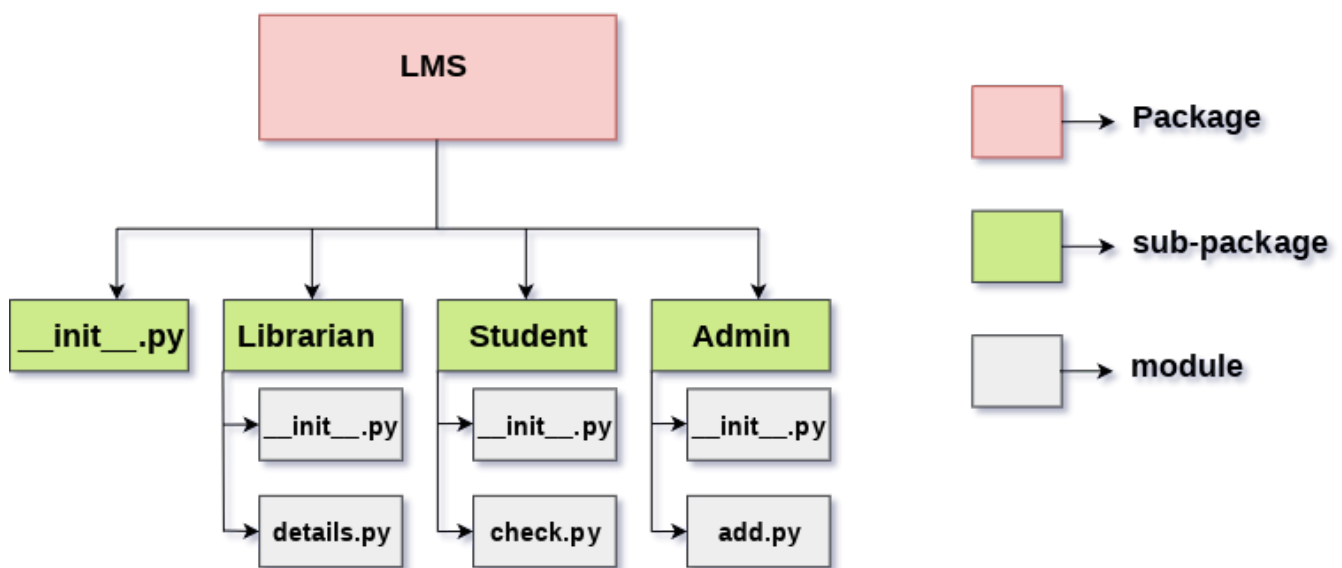 LMS
Package
sub-package
module
__init__.py
Librarian
Student
Admin
__init__.py
__init__.py
__init__.py
details.py
check.py
add.py